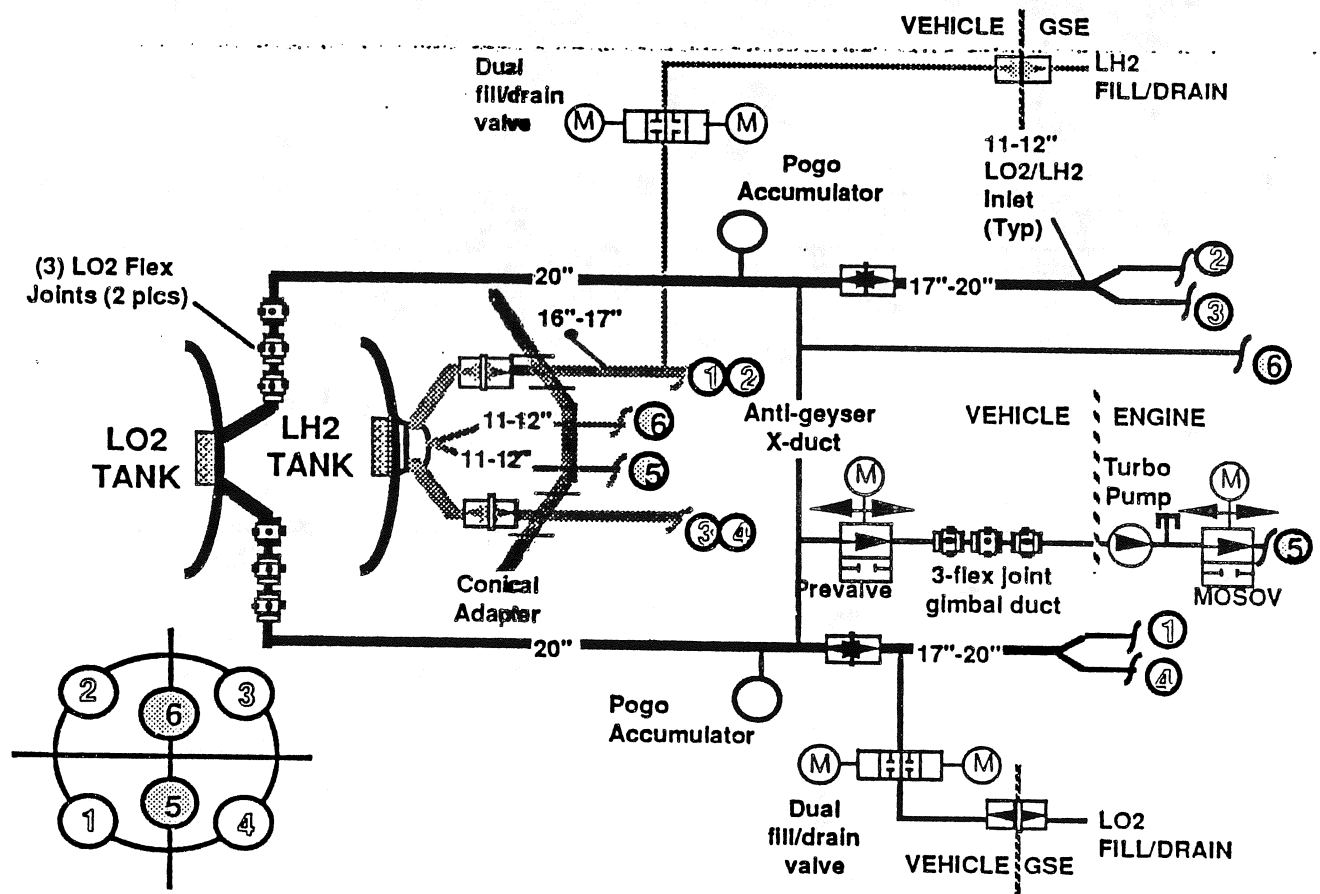 VEHICLE GSE
Dual
fill/drain
valve
M
M
LH2
FILL/DRAIN
11-12"
LO2/LH2
Inlet
(Typ)
Pogo
Accumulator
(3) LO2 Flex
Joints (2 plcs)
20"
17"-20"
2
3
16"-17"
6
1 2
LO2
TANK
LH2
TANK
11-12"
6
11-12"
5
Anti-geyser
X-duct
VEHICLE ENGINE
Turbo
Pump
M
M
3 4
5
Prevalve
3-flex joint
gimbal duct
MOSOV
Conical
Adapter
20"
17"-20"
1
4
2
3
6
5
1
4
Pogo
Accumulator
M
M
Dual
fill/drain
valve
LO2
FILL/DRAIN
VEHICLE GSE